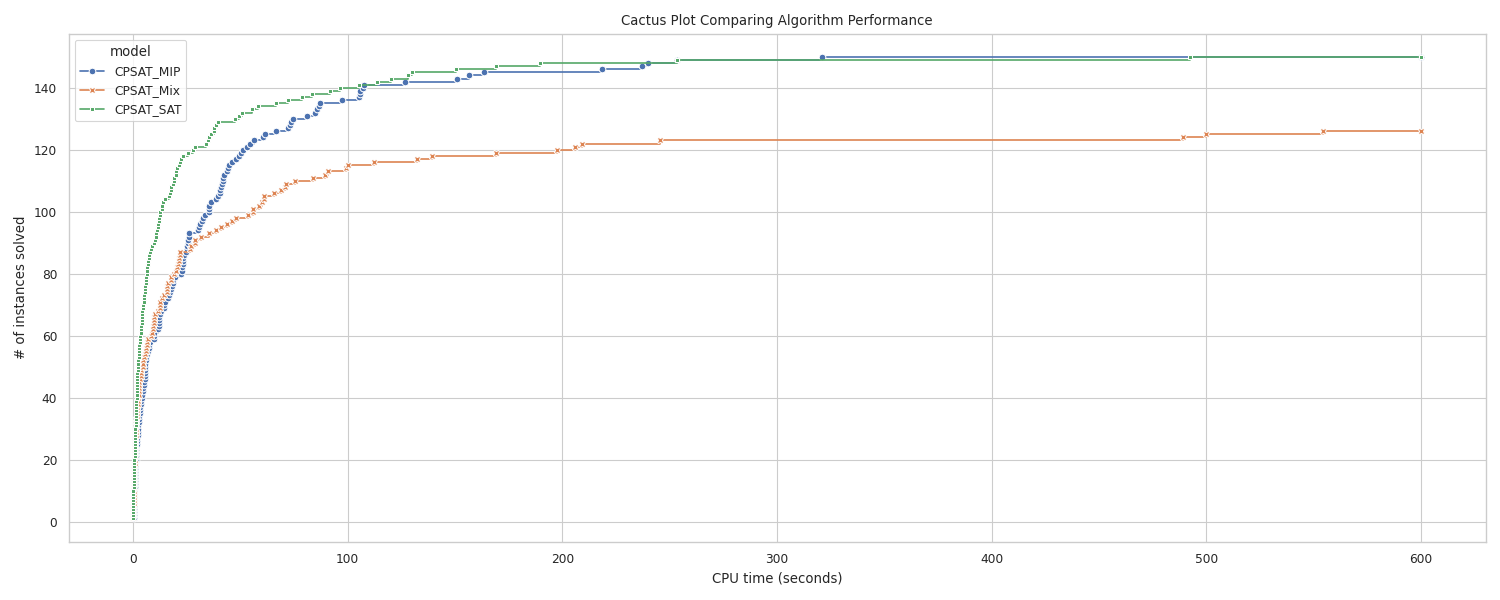 Cactus Plot Comparing Algorithm Performance
model
CPSAT_MIP
CPSAT_Mix
CPSAT_SAT
# of instances solved
140
120
100
80
60
40
20
0
0 100 200 300 400 500 600
CPU time (seconds)